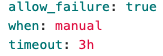 allow_failure: true
when: manual
timeout: 3h